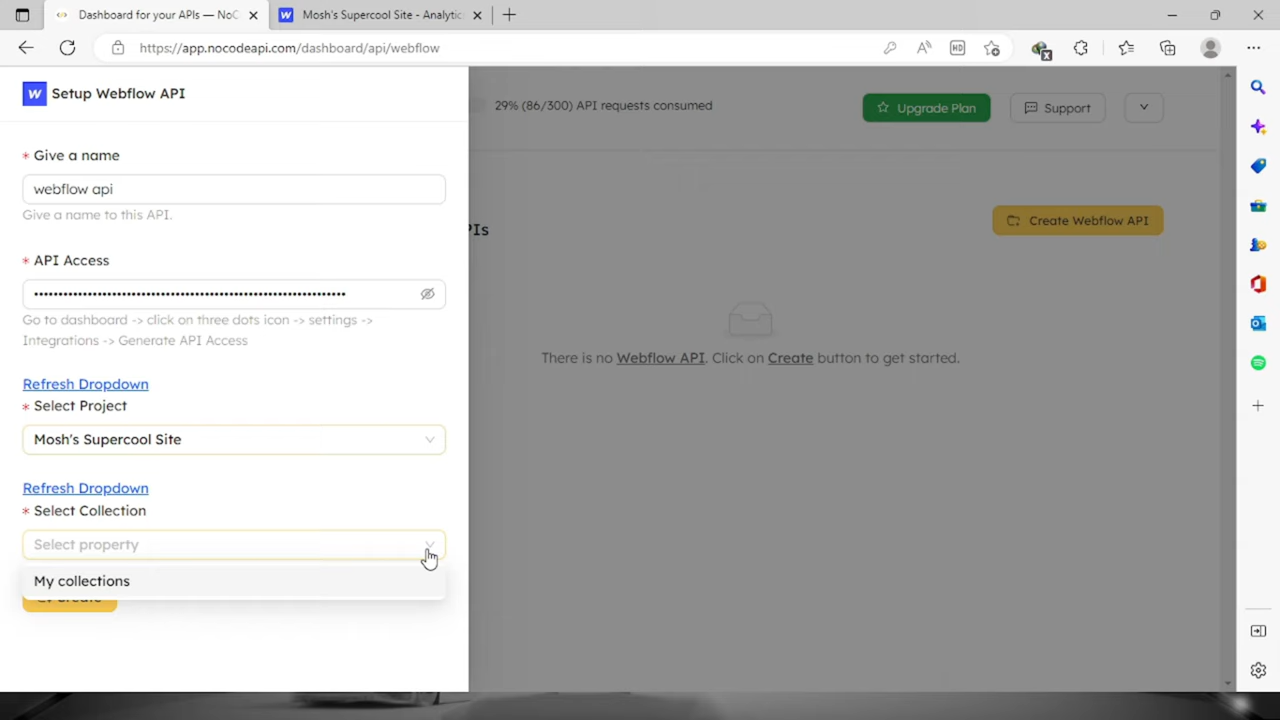 Dashboard for your APIs — NoC
Mosh's Supercool Site - Analytic
https://app.nocodeapi.com/dashboard/api/webflow
Setup Webflow API
29% (86/300) API requests consumed
Upgrade Plan
Support
* Give a name
webflow api
Give a name to this API.
PIs
Create Webflow API
* API Access
••••••••••••••••••••••••••••••••••••••••••••••••••••••••••••••••
Go to dashboard -> click on three dots icon -> settings ->
Integrations -> Generate API Access
There is no Webflow API. Click on Create button to get started.
Refresh Dropdown
* Select Project
Mosh's Supercool Site
Refresh Dropdown
* Select Collection
Select property
My collections
Create